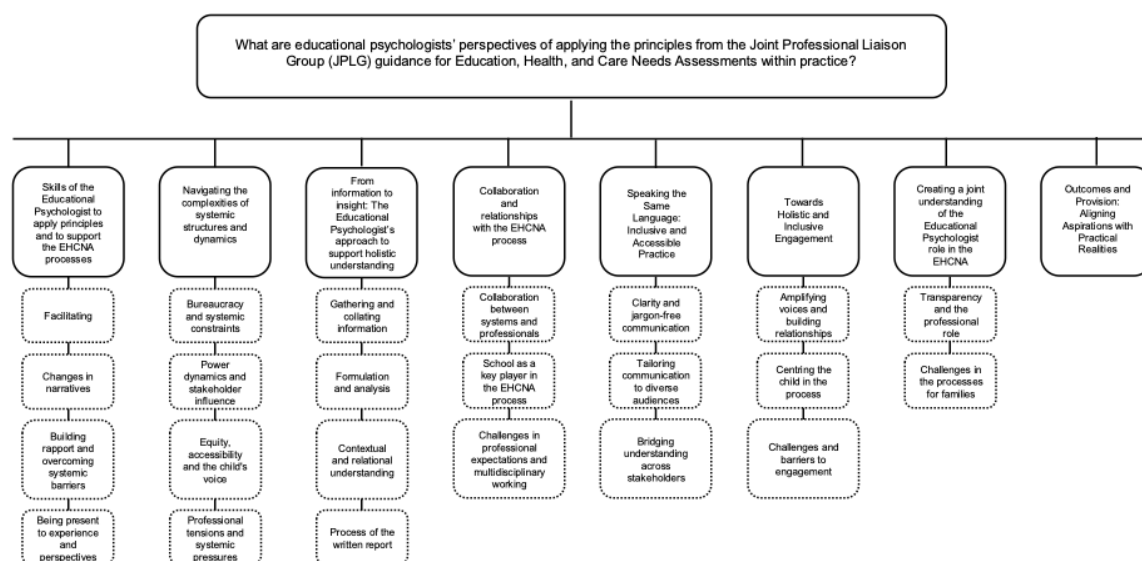 What are educational psychologists' perspectives of applying the principles from the Joint Professional Liaison
Group (JPLG) guidance for Education, Health, and Care Needs Assessments within practice?
Skills of the
Educational
Psychologist to
apply principles
and to support
the EHCNA
processes
Facilitating
Changes in
narratives
Building
rapport and
overcoming
systemic
barriers
Being present
to experience
and
perspectives
Navigating the
complexities of
systemic
structures and
dynamics
Bureaucracy
and systemic
constraints
Power
dynamics and
stakeholder
influence
Equity,
accessibility
and the child's
voice
Professional
tensions and
systemic
pressures
From
information to
insight: The
Educational
Psychologist's
approach to
support holistic
understanding
Gathering and
collating
information
Formulation
and analysis
Contextual
and relational
understanding
Process of the
written report
Collaboration
and
relationships
with the EHCNA
process
Collaboration
between
systems and
professionals
School as a
key player in
the EHCNA
process
Challenges in
professional
expectations and
multidisciplinary
working
Speaking the
Same
Language:
Inclusive and
Accessible
Practice
Clarity and
jargon-free
communication
Tailoring
communication
to diverse
audiences
Bridging
understanding
across
stakeholders
Towards
Holistic and
Inclusive
Engagement
Amplifying
voices and
building
relationships
Centring the
child in the
process
Challenges and
barriers to
engagement
Creating a joint
understanding
of the
Educational
Psychologist
role in the
EHCNA
Transparency
and the
professional
role
Challenges in
the processes
for families
Outcomes and
Provision:
Aligning
Aspirations with
Practical
Realities